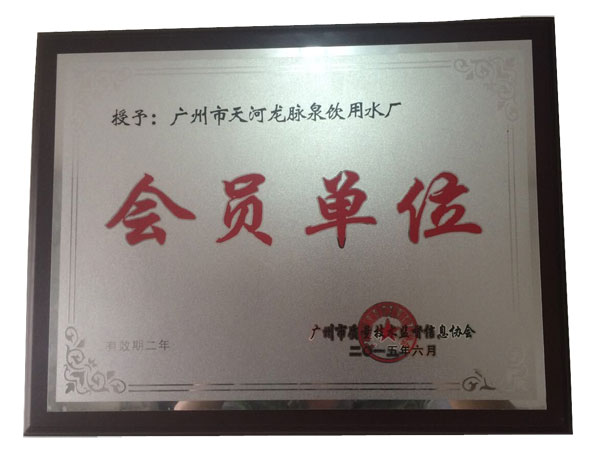 授予：广州市天河龙脉泉饮用水厂
会员单位
广州市质量技术监督信息协会
有效期二年
二〇一五年六月